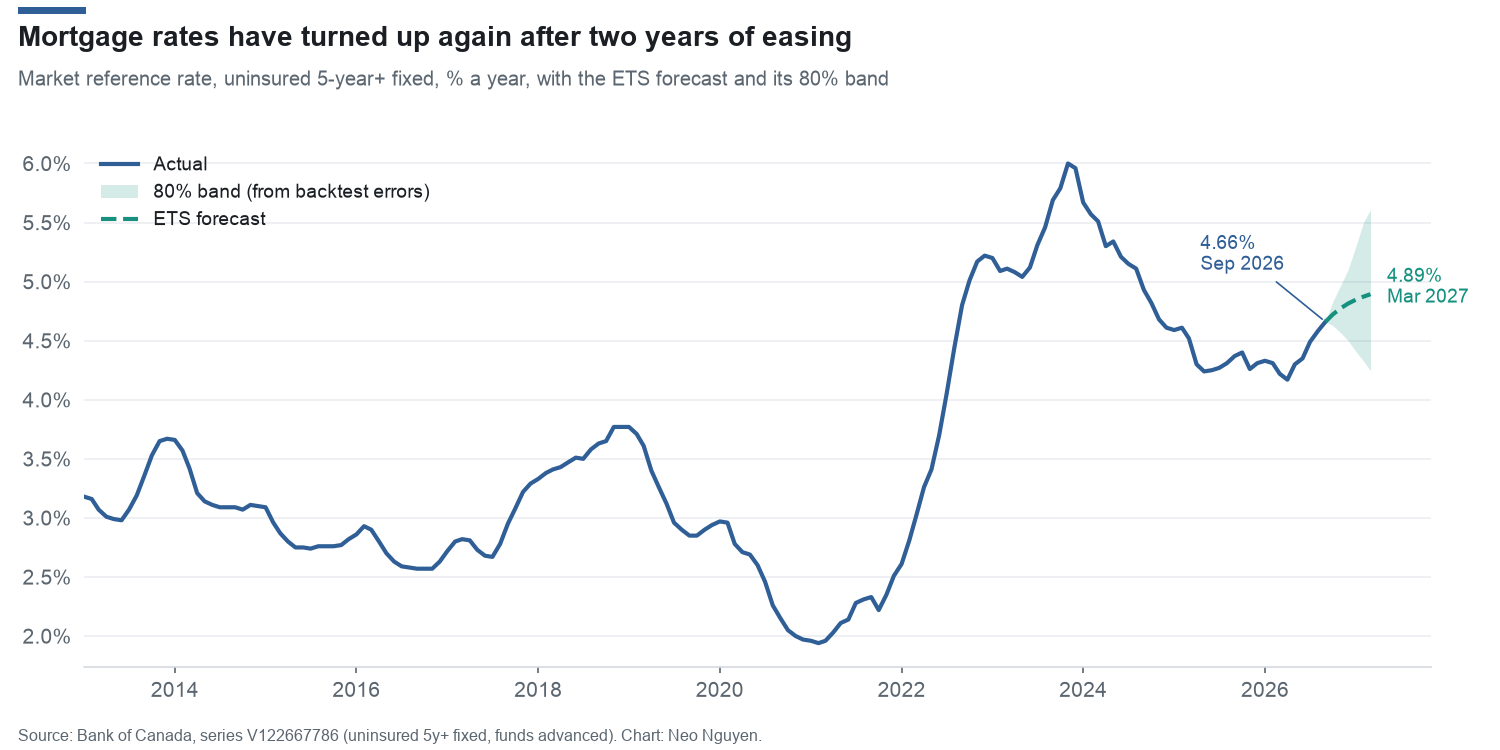 Mortgage rates have turned up again after two years of easing
Market reference rate, uninsured 5-year+ fixed, % a year, with the ETS forecast and its 80% band
6.0%
Actual
80% band (from backtest errors)
5.5%
ETS forecast
4.66%
Sep 2026
5.0%
4.89%
Mar 2027
4.5%
4.0%
3.5%
3.0%
2.5%
2.0%
2014 2016 2018 2020 2022 2024 2026
Source: Bank of Canada, series V122667786 (uninsured 5y+ fixed, funds advanced). Chart: Neo Nguyen.